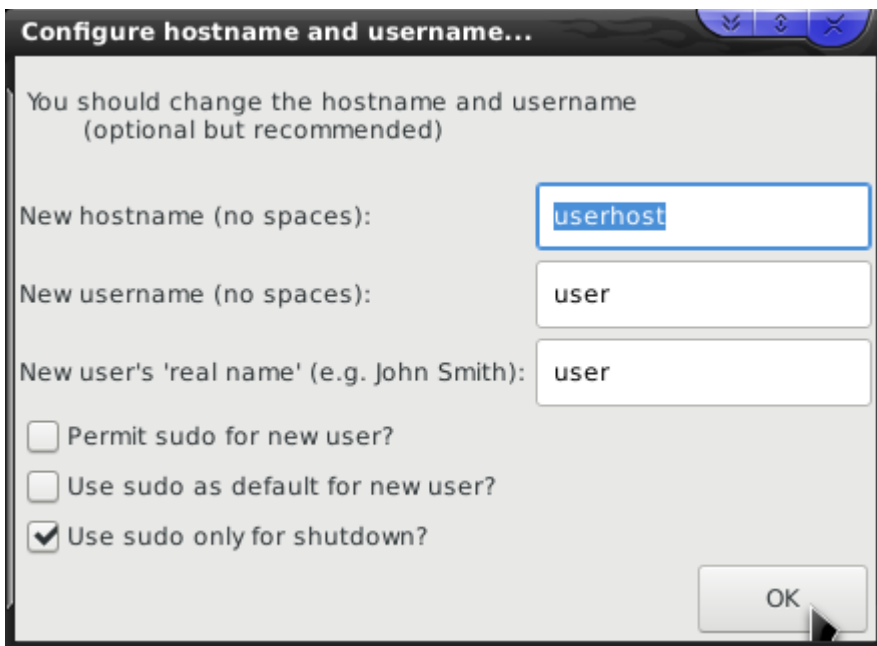 Configure hostname and username...
You should change the hostname and username
(optional but recommended)
New hostname (no spaces): userhost
New username (no spaces): user
New user's 'real name' (e.g. John Smith): user
Permit sudo for new user?
Use sudo as default for new user?
Use sudo only for shutdown?
OK